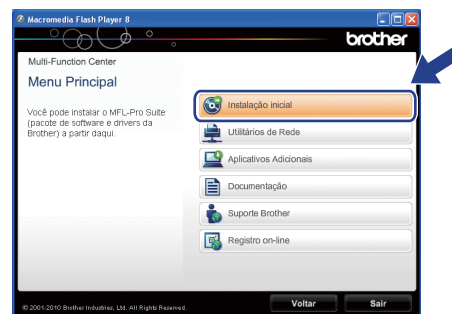 Macromedia Flash Player 8
brother
Multi-Function Center
Menu Principal
Você pode instalar o MFL-Pro Suite
(pacote de software e drivers da
Brother) a partir daqui.
Instalação inicial
Utilitários de Rede
Aplicativos Adicionais
Documentação
Suporte Brother
Registro on-line
© 2001-2010 Brother Industries, Ltd. All Rights Reserved.
Voltar
Sair